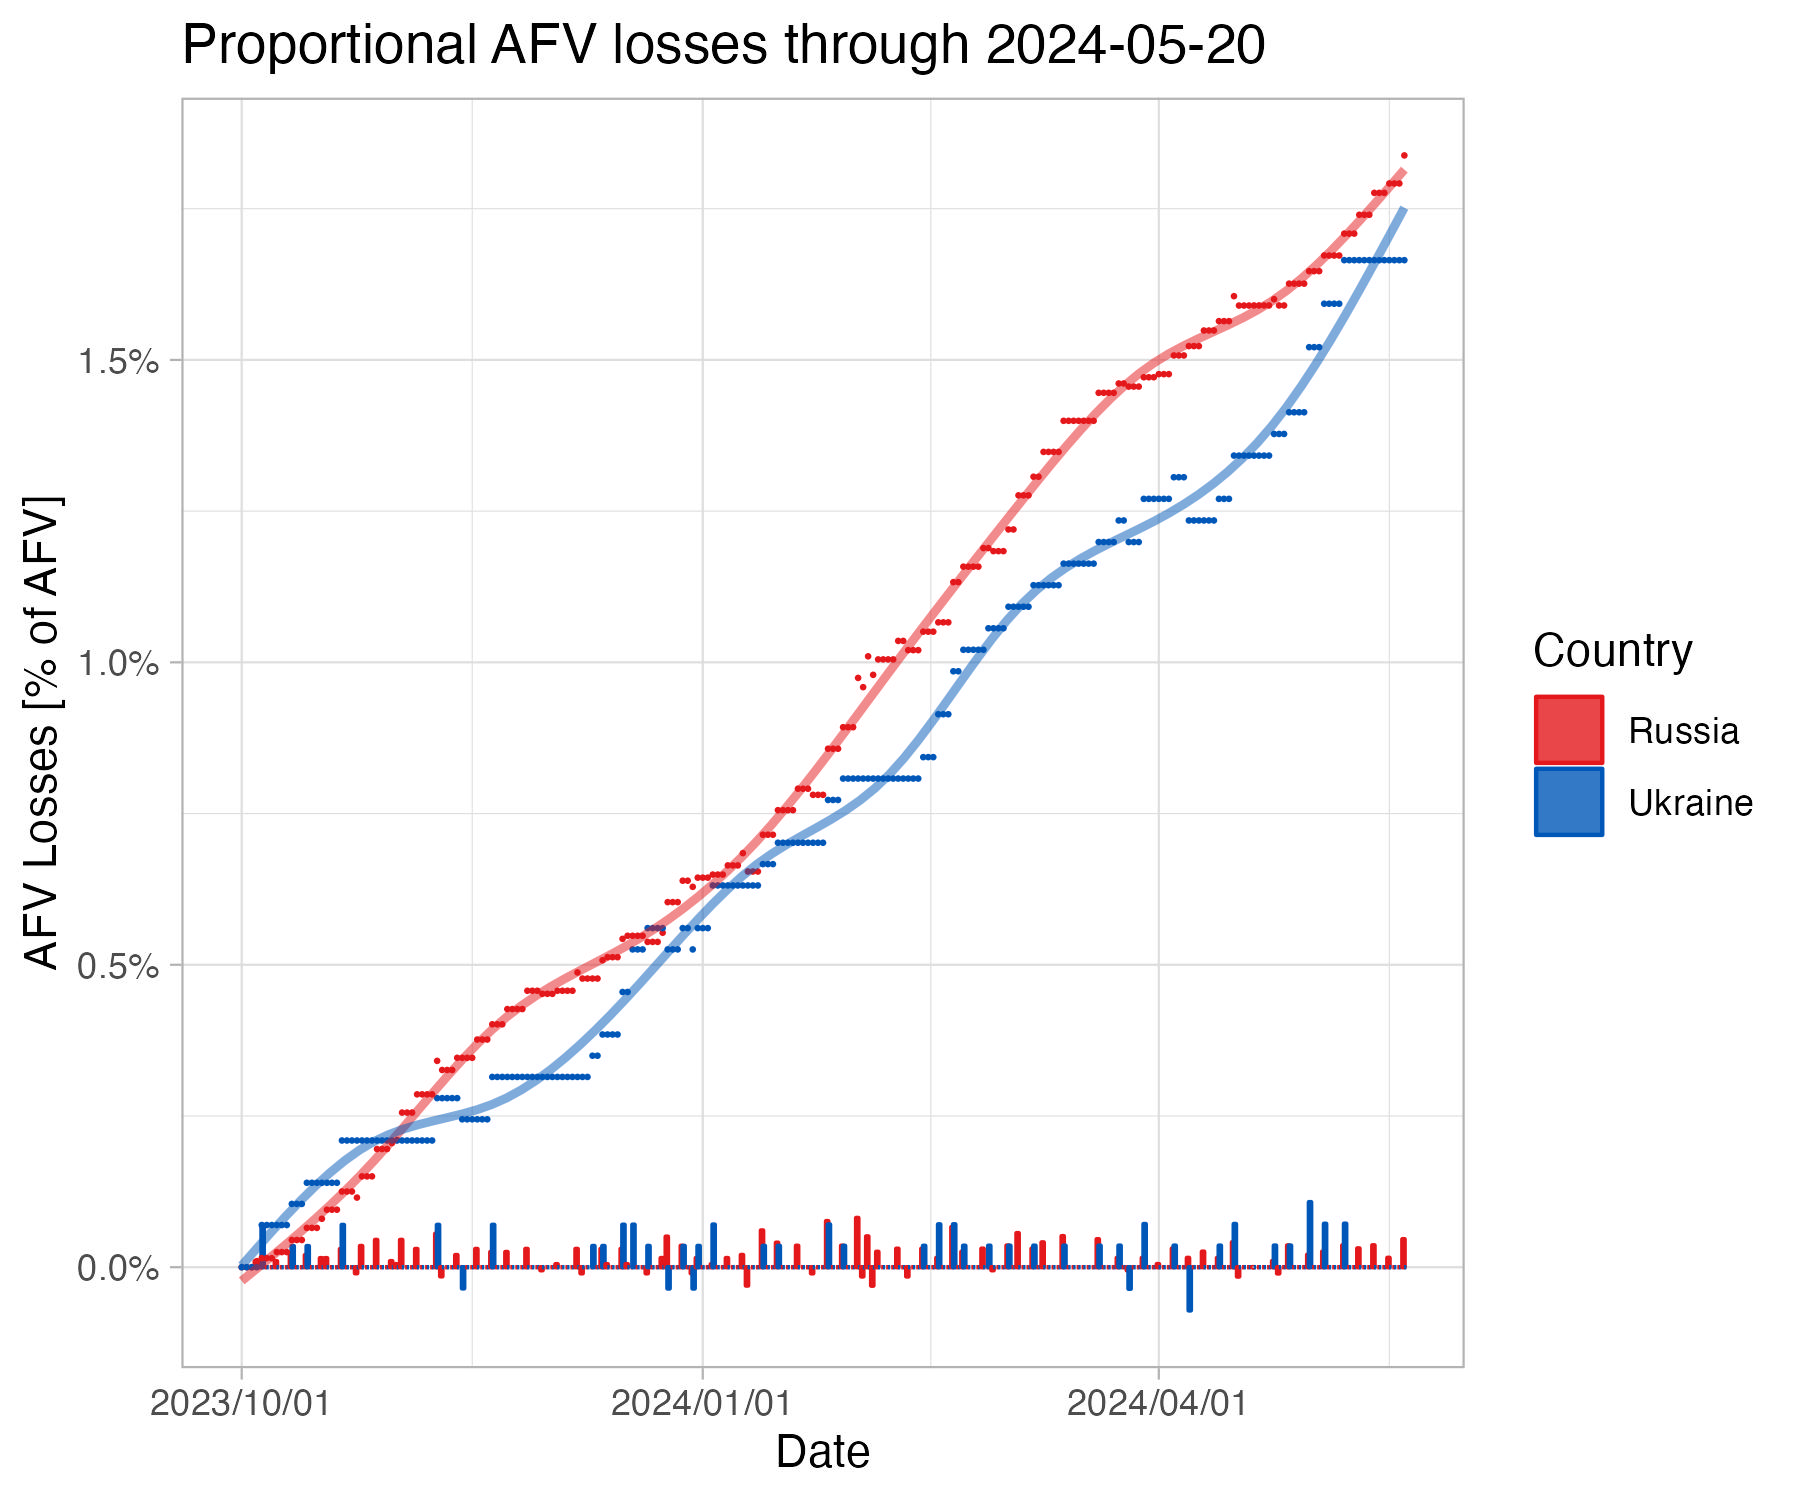 Proportional AFV losses through 2024-05-20
AFV Losses [% of AFV]
1.5%
1.0%
0.5%
0.0%
2023/10/01
2024/01/01
2024/04/01
Date
Country
Russia
Ukraine